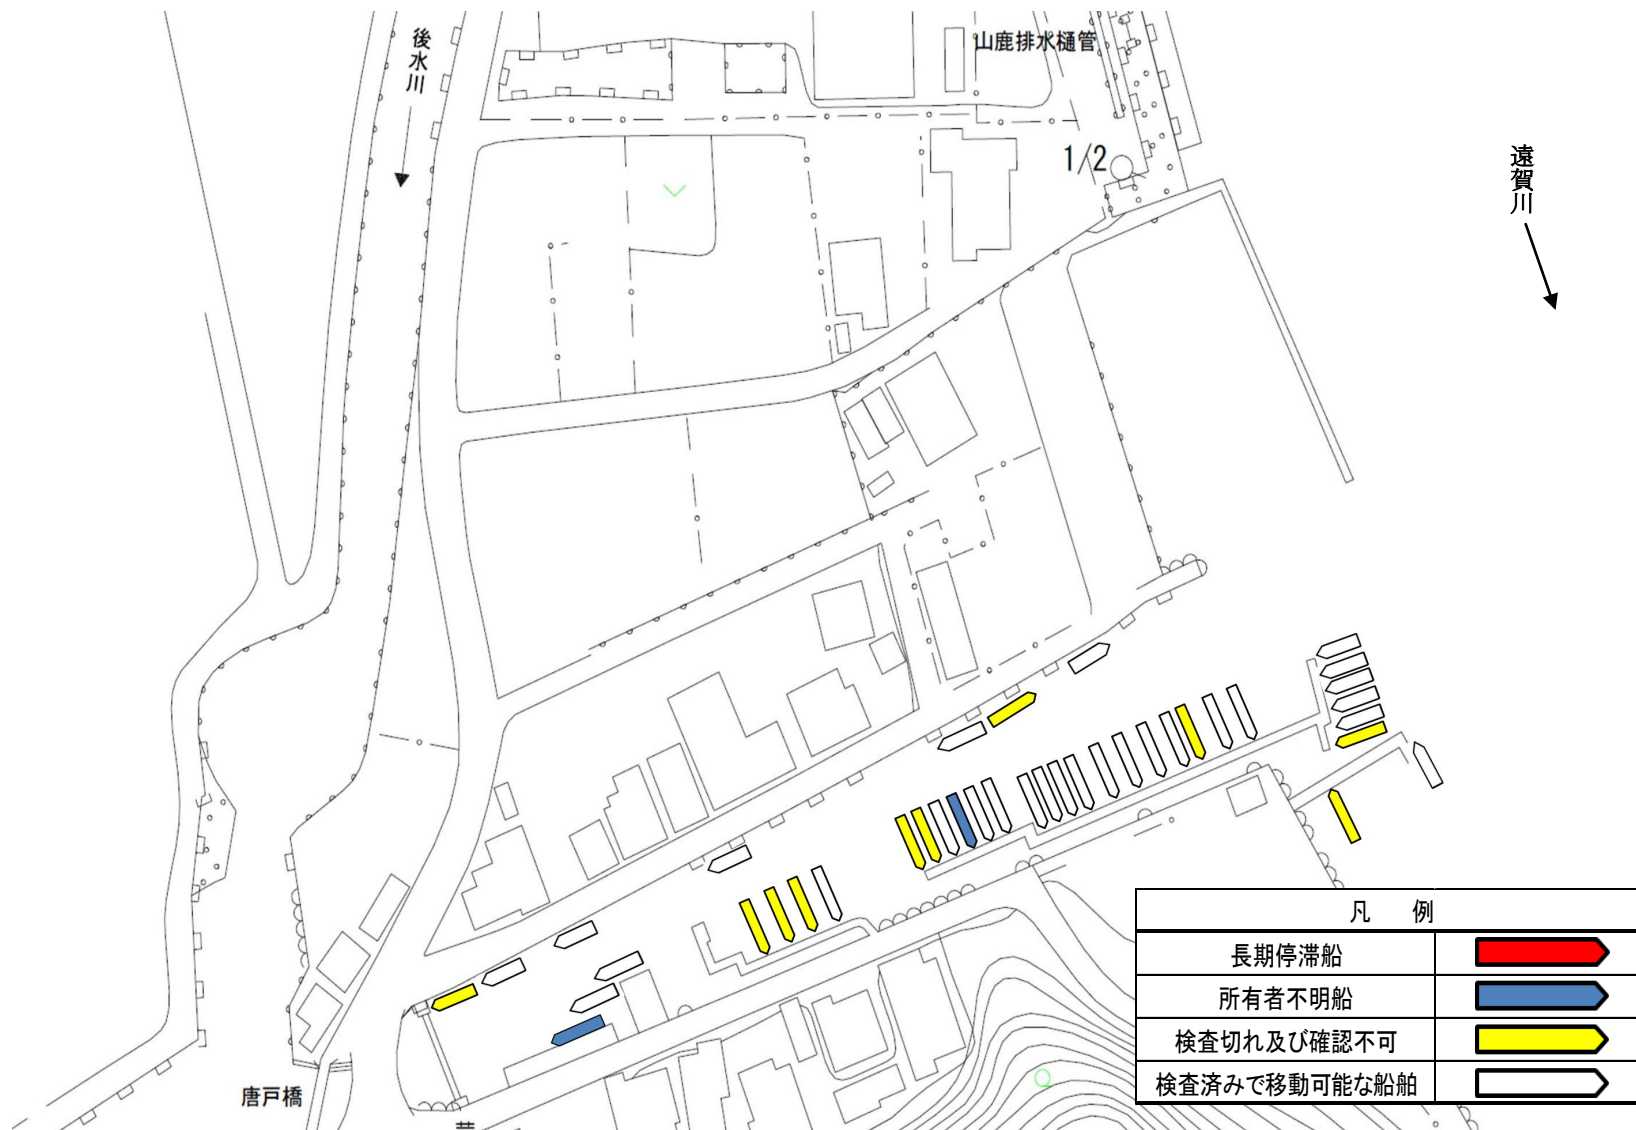 後水川
山鹿排水樋管
1/2
遠賀川
凡 例
長期停滞船
所有者不明船
検査切れ及び確認不可
検査済みで移動可能な船舶
唐戸橋